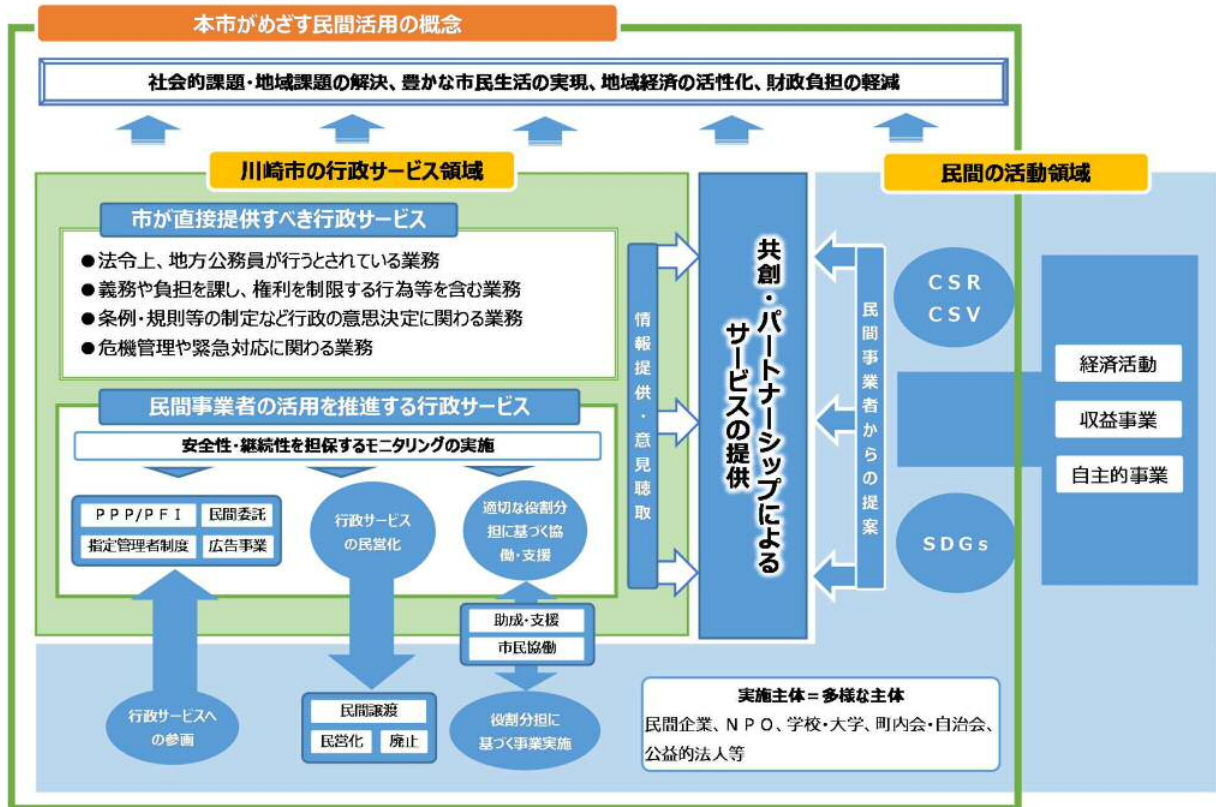 本市がめざす民間活用の概念
社会的課題・地域課題の解決、豊かな市民生活の実現、地域経済の活性化、財政負担の軽減
川崎市の行政サービス領域
民間の活動領域
市が直接提供すべき行政サービス
●法令上、地方公務員が行うとされている業務
●義務や負担を課し、権利を制限する行為等を含む業務
●条例・規則等の制定など行政の意思決定に関わる業務
●危機管理や緊急対応に関わる業務
民間事業者の活用を推進する行政サービス
安全性・継続性を担保するモニタリングの実施
ＰＰＰ/ＰＦＩ
民間委託
指定管理者制度
広告事業
行政サービス
の民営化
適切な役割分
担に基づく協
働・支援
助成・支援
市民協働
行政サービスへ
の参画
民間譲渡
民営化
廃止
役割分担に
基づく事業実施
情報提供・意見聴取
共創・パートナーシップによる
サービスの提供
民間事業者からの提案
ＣＳＲ
ＣＳＶ
ＳＤＧｓ
経済活動
収益事業
自主的事業
実施主体＝多様な主体
民間企業、ＮＰＯ、学校・大学、町内会・自治会、
公益的法人等